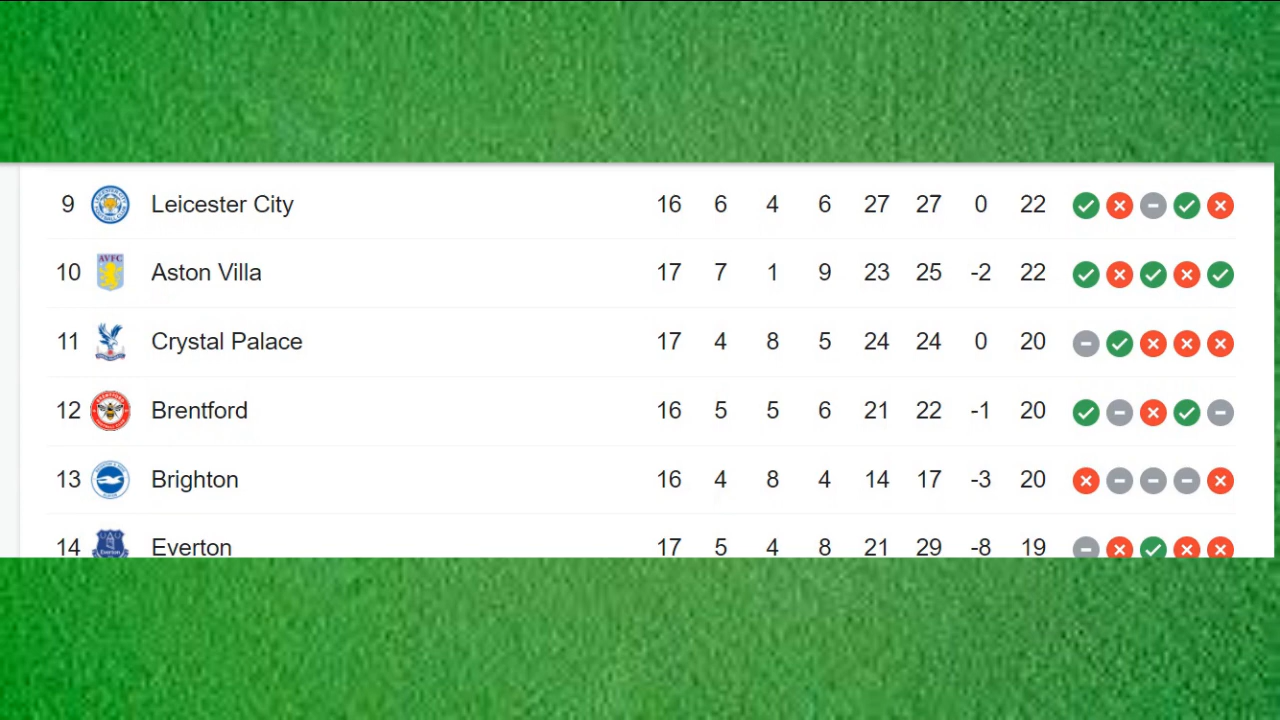 9 Leicester City 16 6 4 6 27 27 0 22
10 AVFC Aston Villa 17 7 1 9 23 25 -2 22
11 Crystal Palace 17 4 8 5 24 24 0 20
12 Brentford 16 5 5 6 21 22 -1 20
13 Brighton 16 4 8 4 14 17 -3 20
14 Everton Everton 17 5 4 8 21 29 -8 19